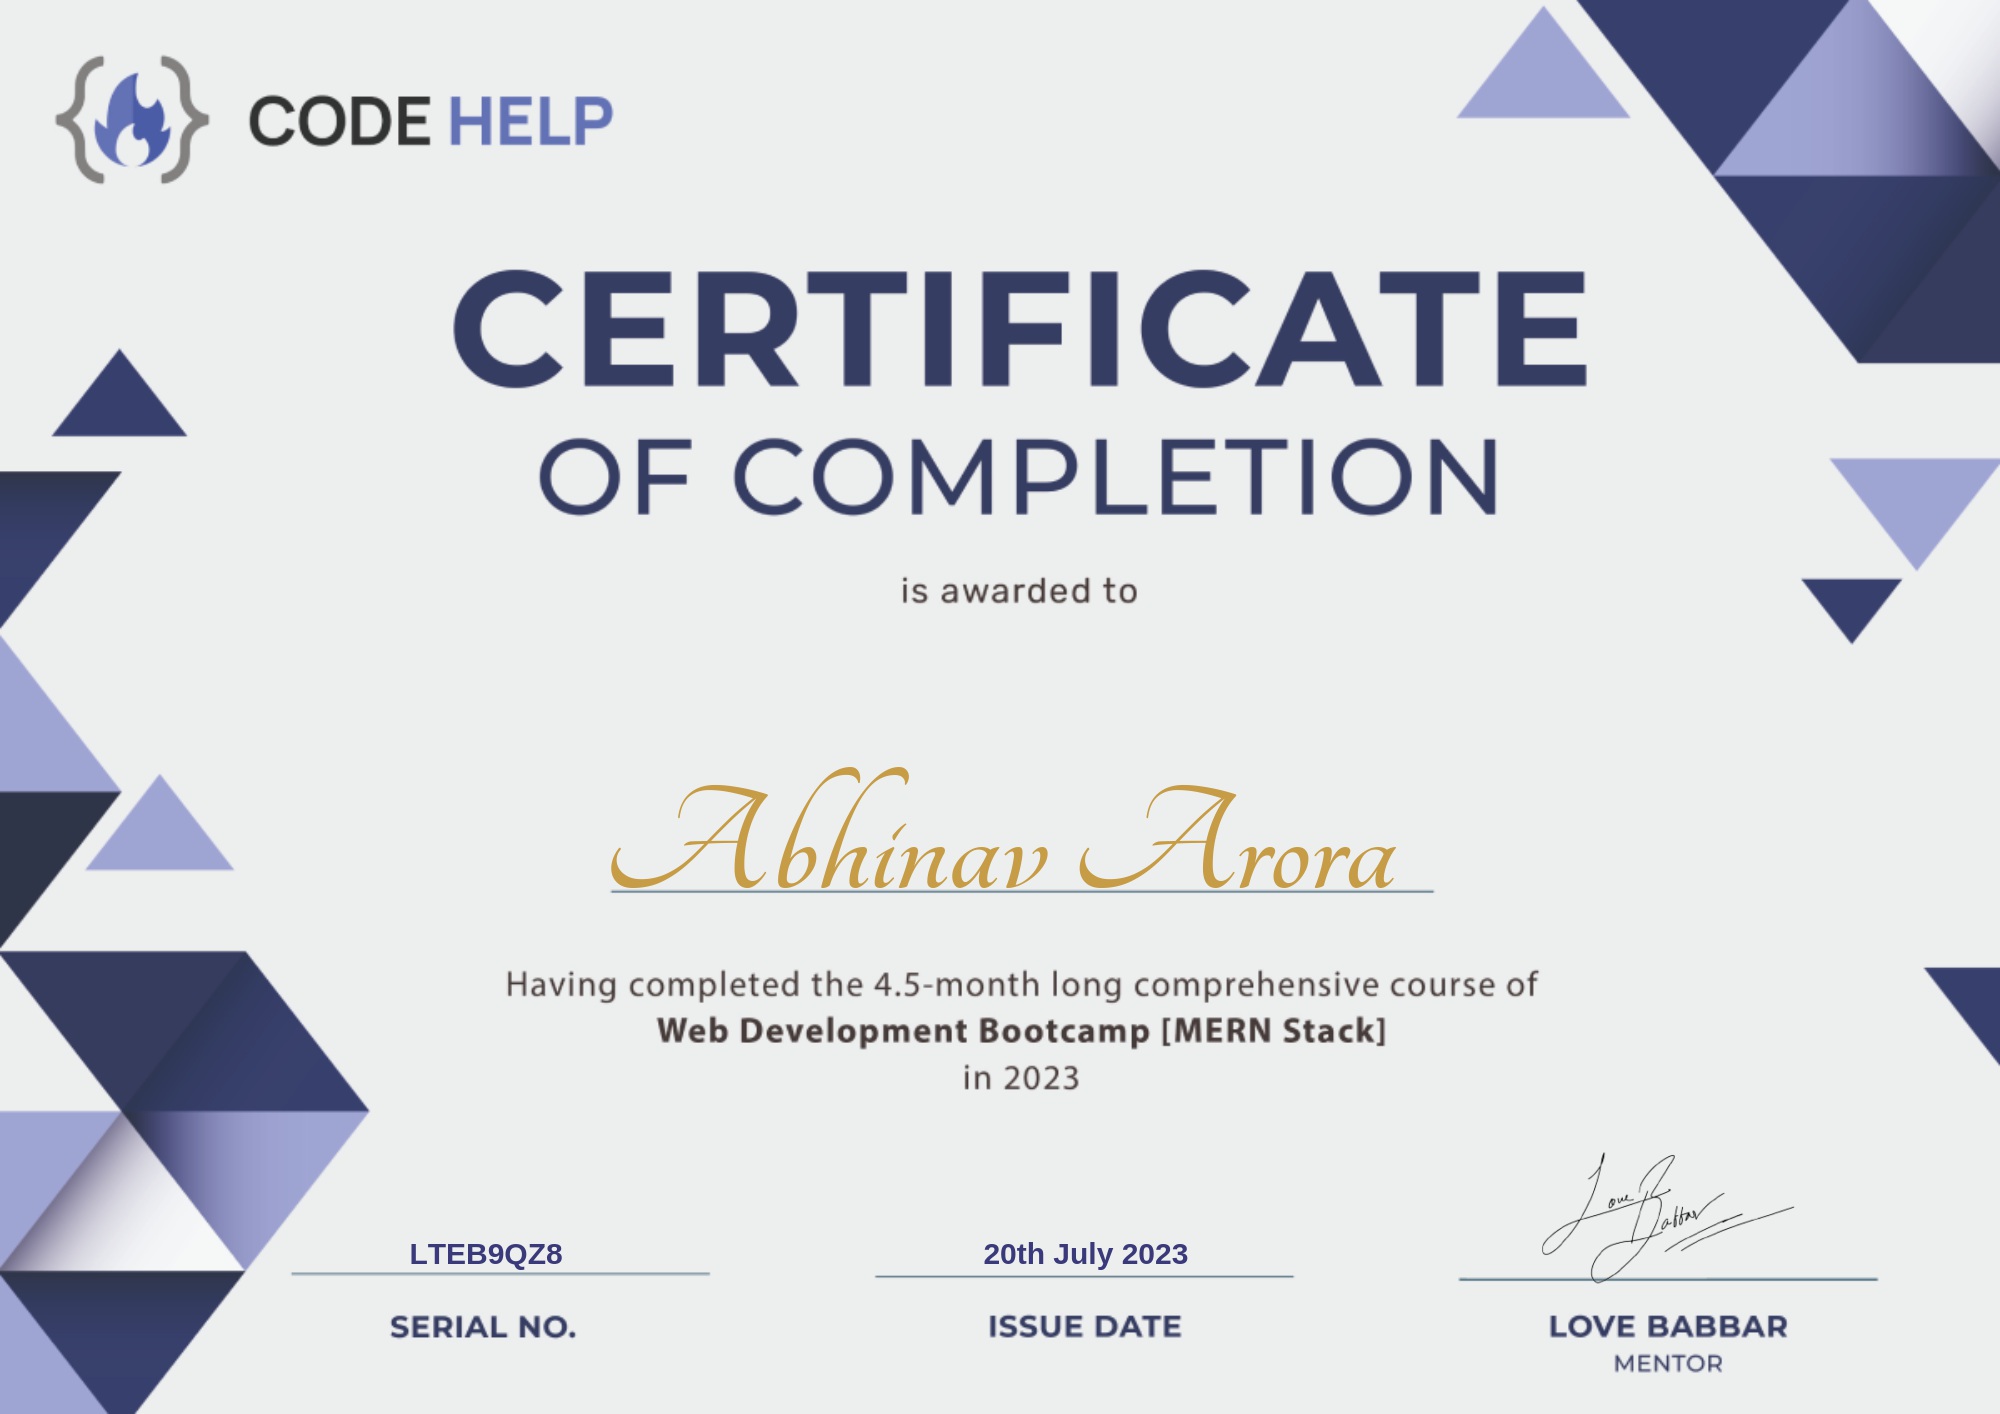 CODE HELP
CERTIFICATE
OF COMPLETION
is awarded to
Abhinav Arora
Having completed the 4.5-month long comprehensive course of
Web Development Bootcamp [MERN Stack]
in 2023
Love Babbar
LTEB9QZ8
20th July 2023
SERIAL NO.
ISSUE DATE
LOVE BABBAR
MENTOR